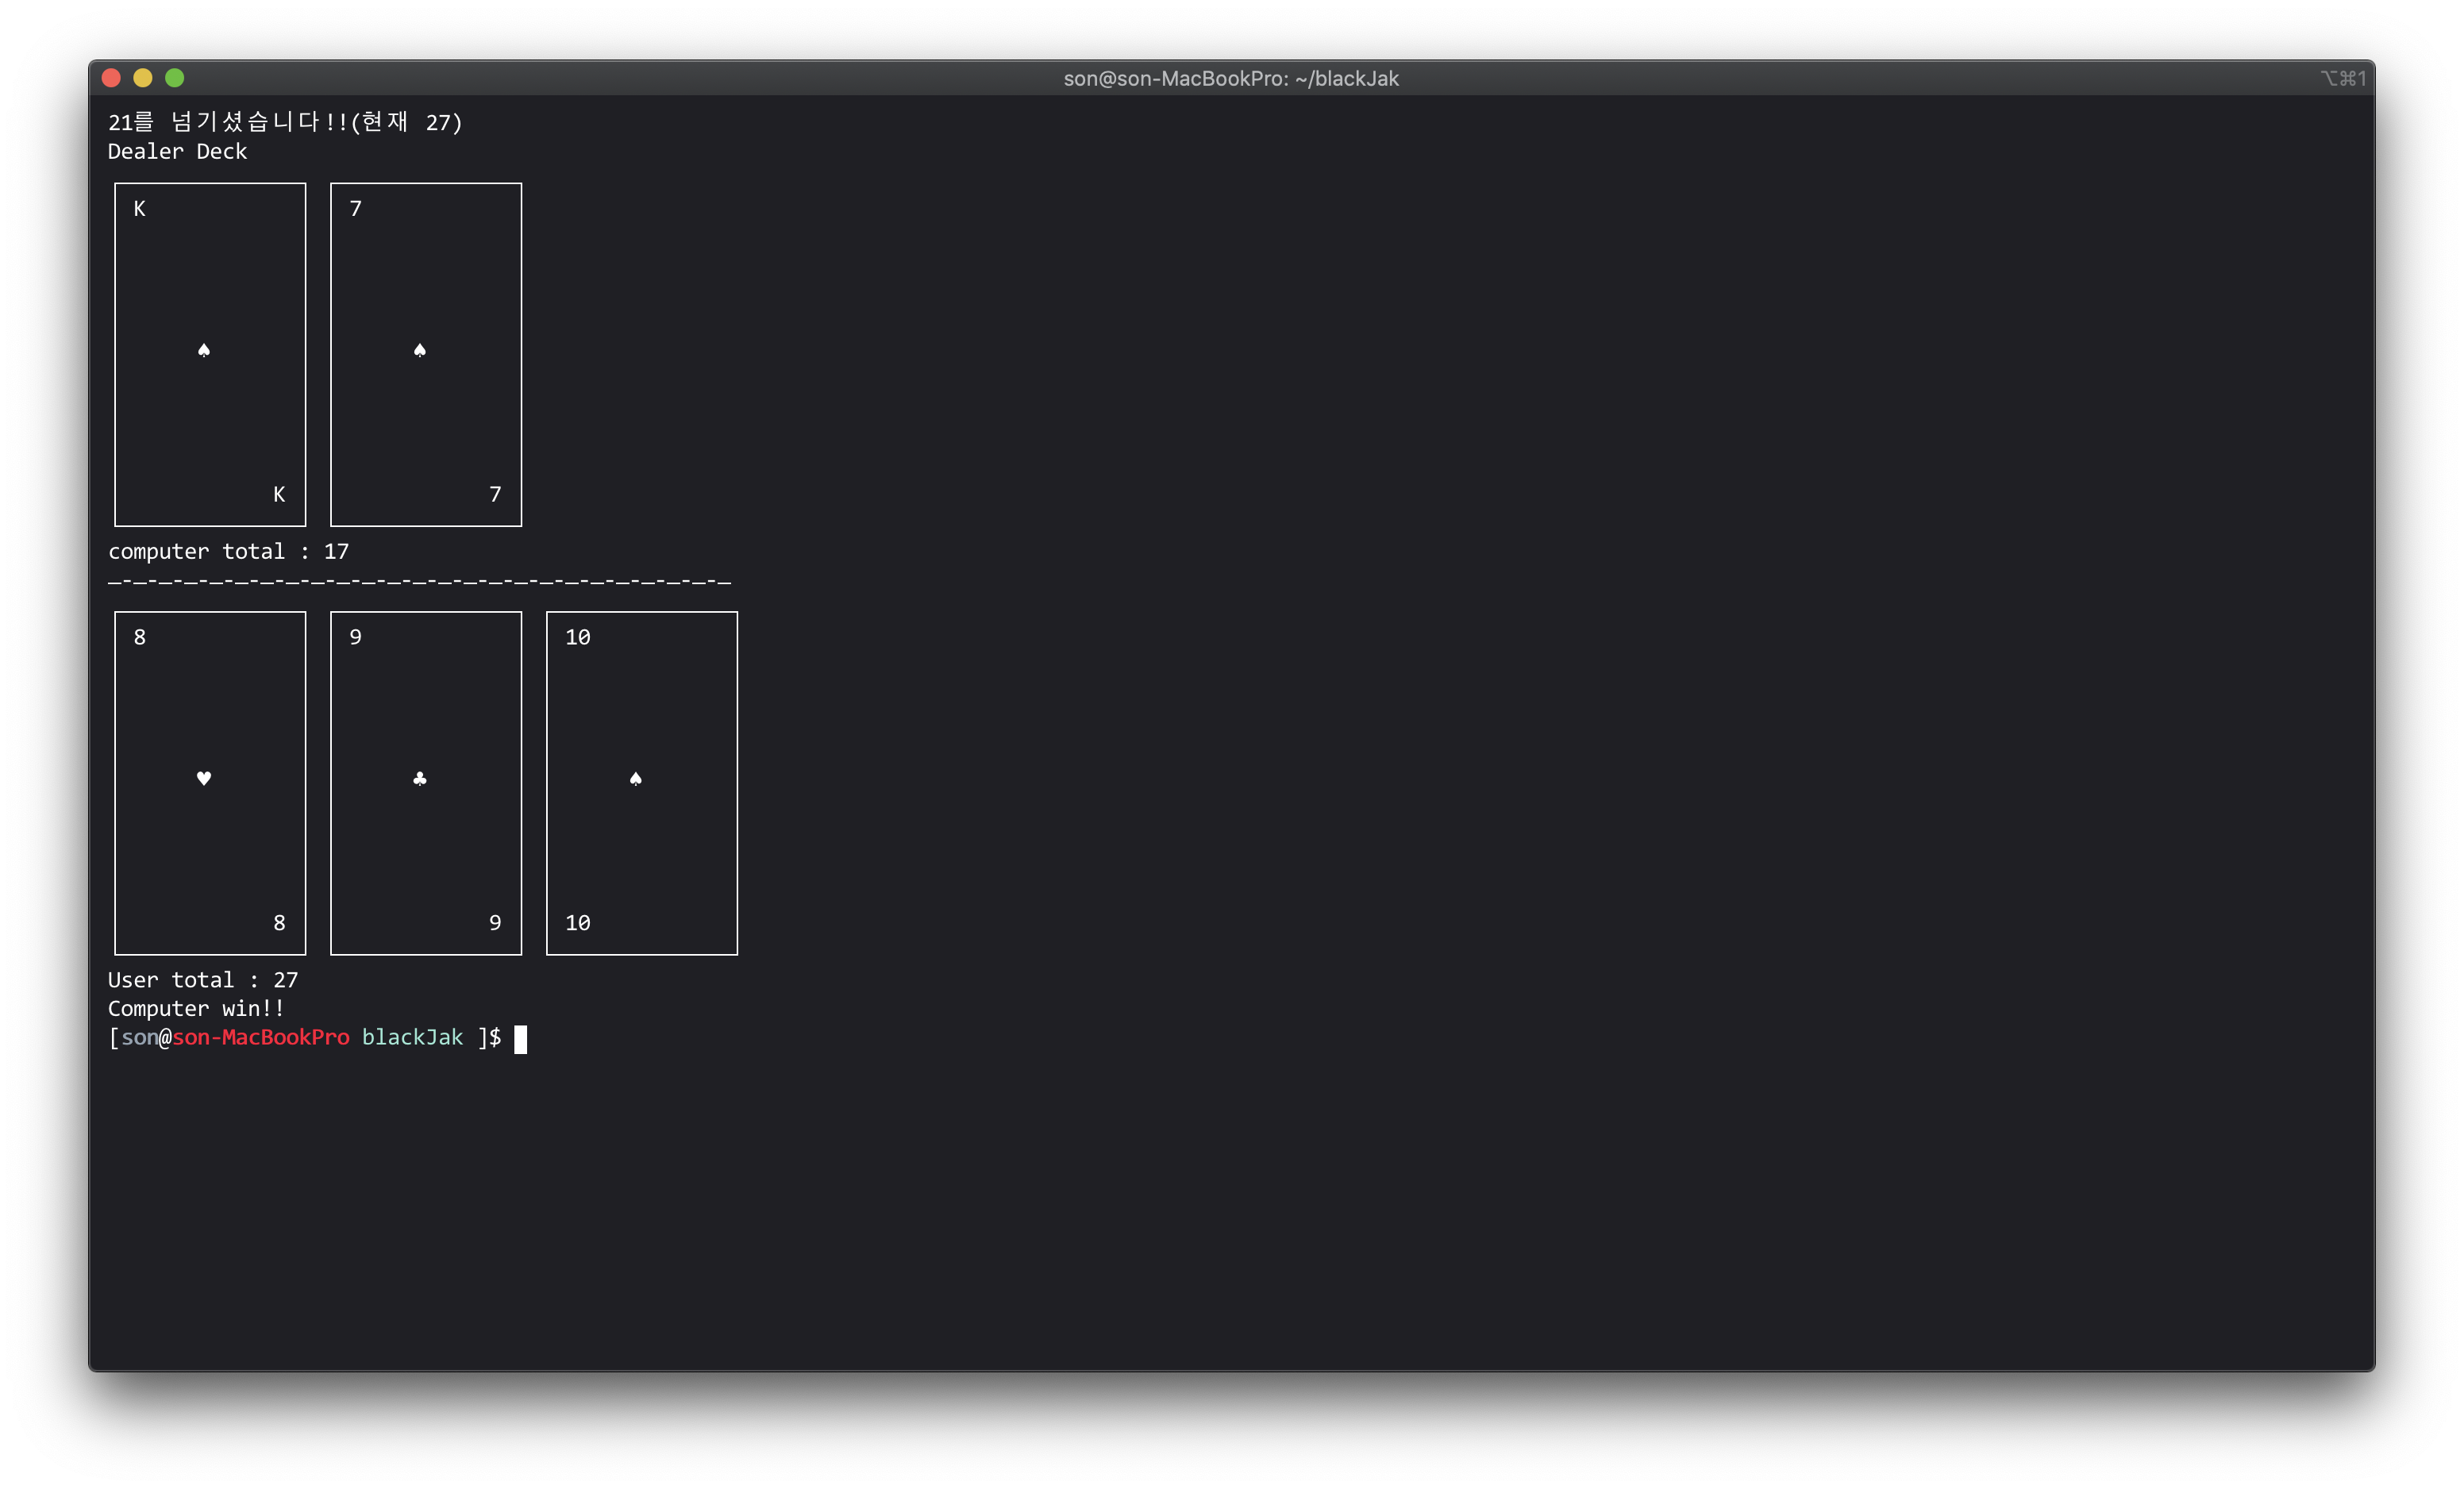 son@son-MacBookPro: ~/blackJak ⌥⌘1
21를 넘기셨습니다!!(현재 27)
Dealer Deck
K 7
♠ ♠
K 7
computer total : 17
_-_-_-_-_-_-_-_-_-_-_-_-_-_-_-_-_-_-_-_-_-_-_-_-_
8 9 10
♥ ♣ ♠
8 9 10
User total : 27
Computer win!!
[son@son-MacBookPro blackJak ]$